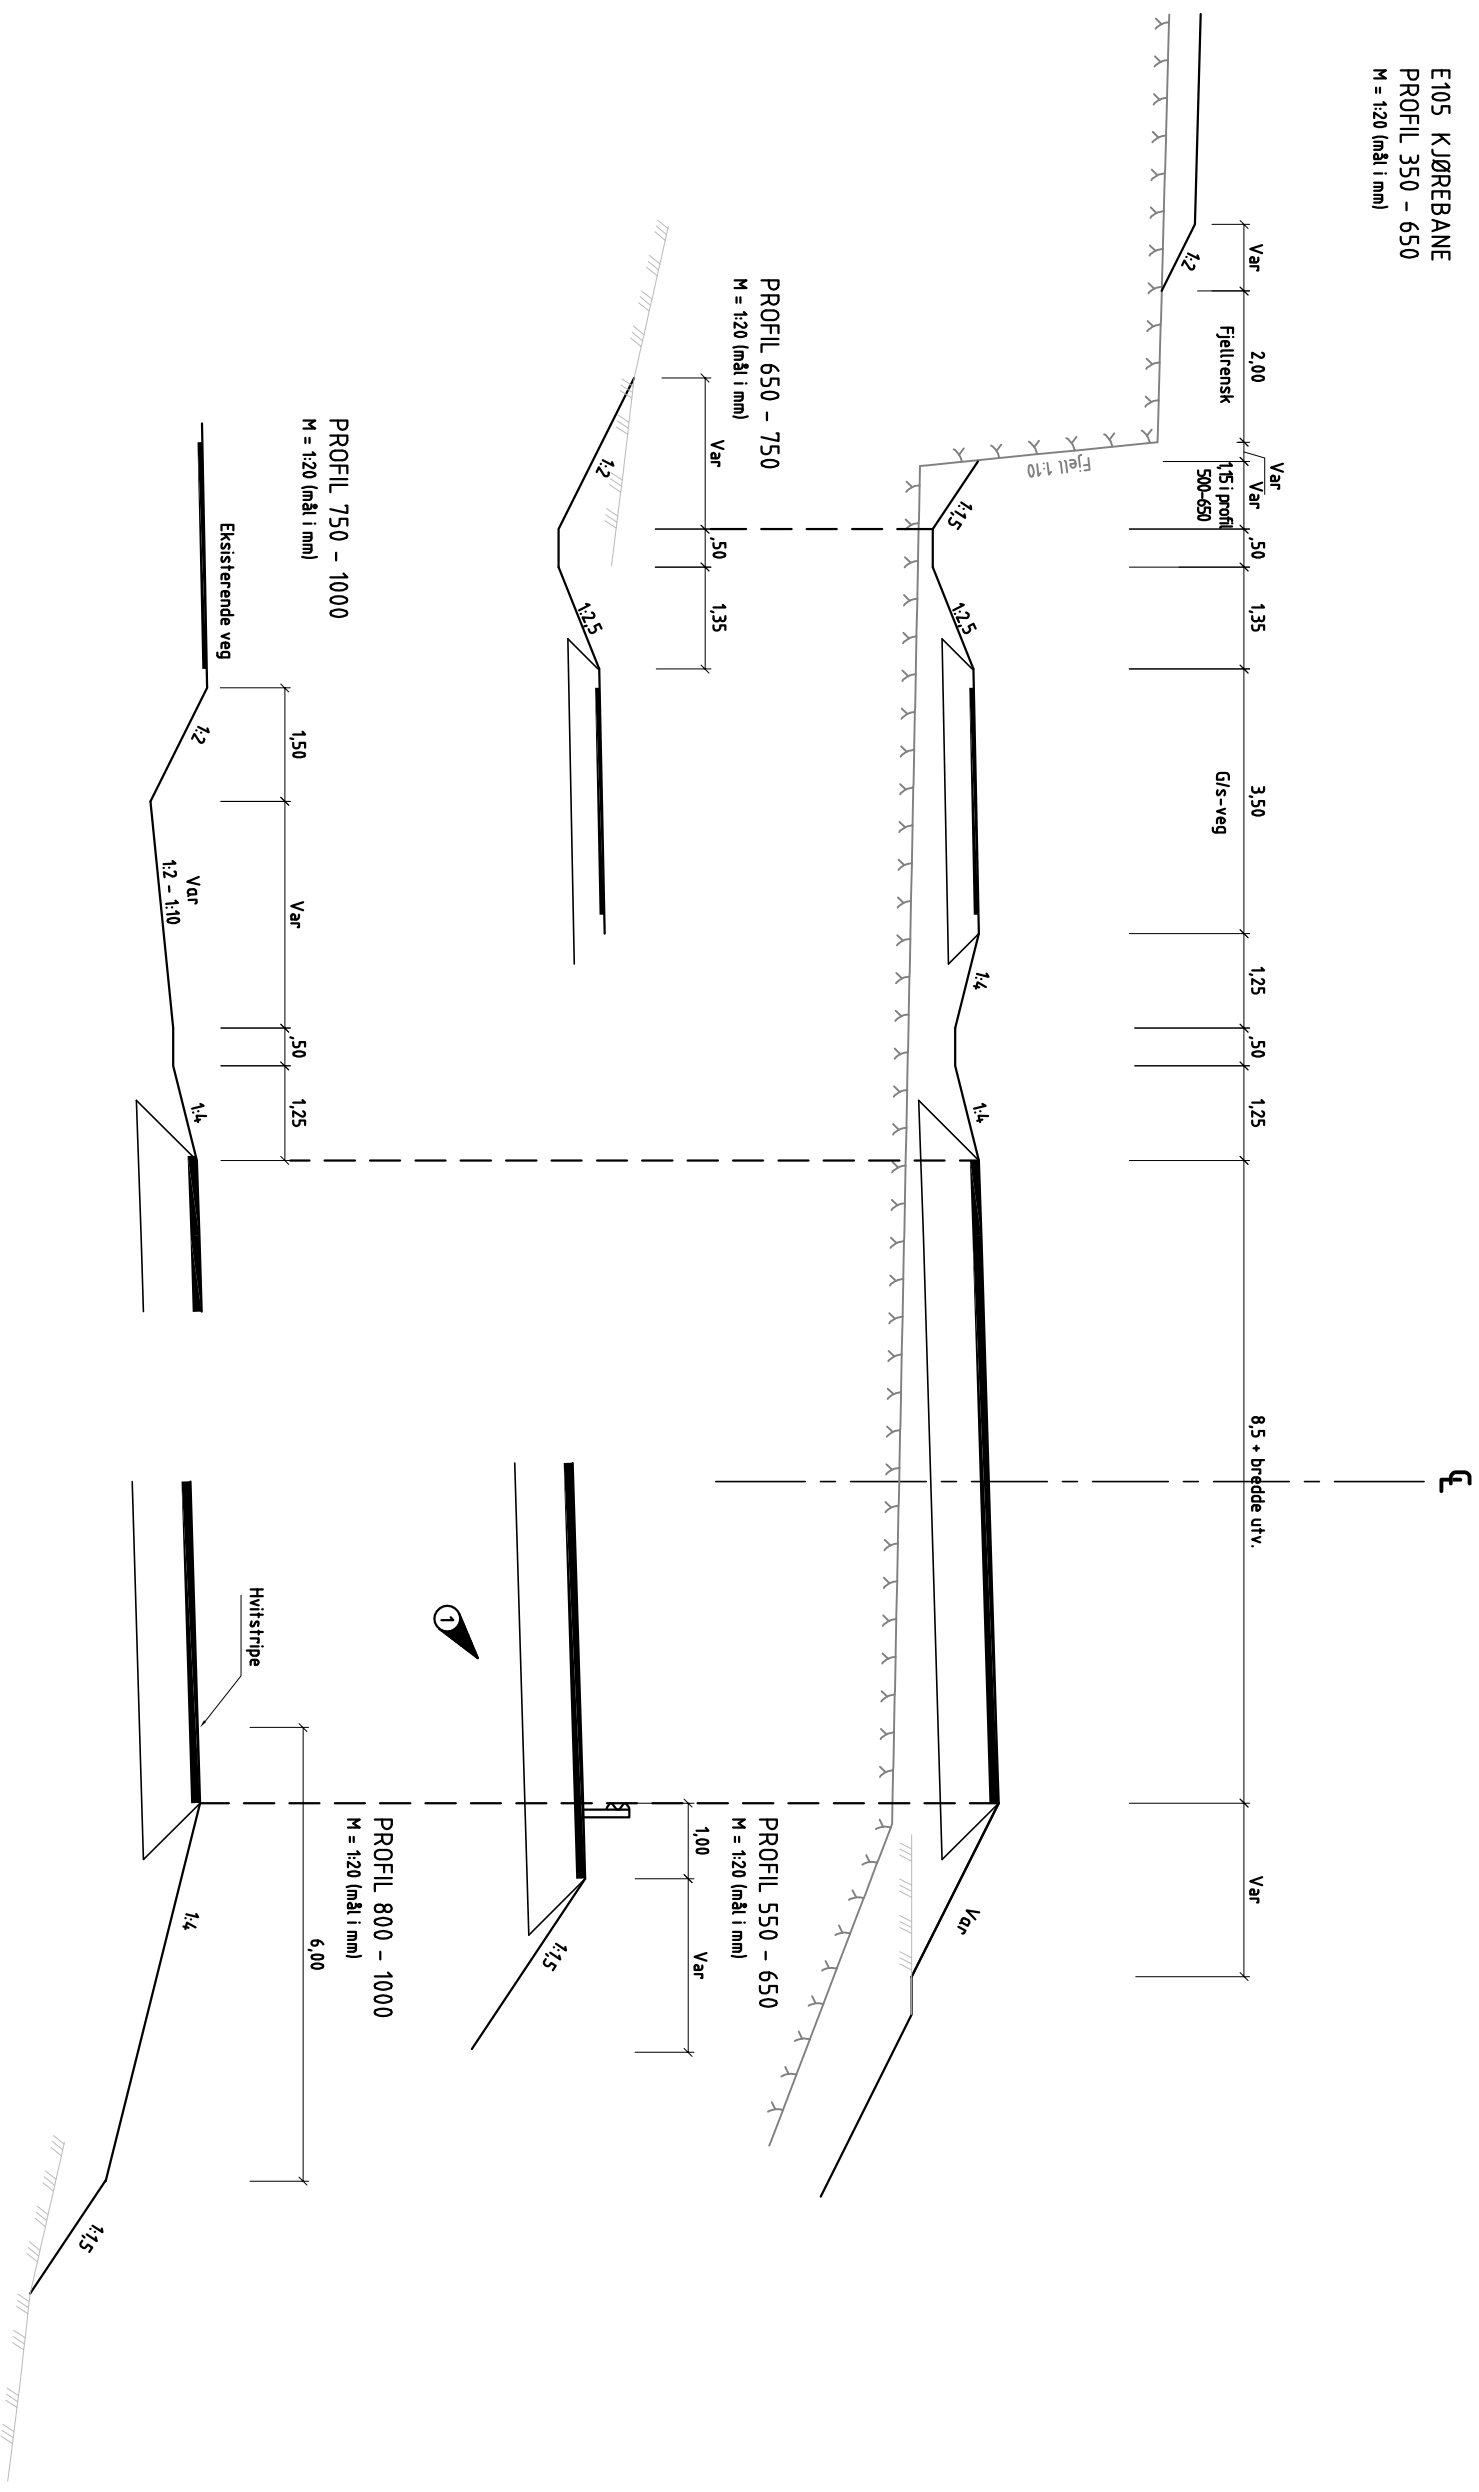 E105 KJØREBANE
PROFIL 350 - 650
M = 1:20 (mål i mm)
℄
Var
Var
2,00
Var
,50
1,35
3,50
1,25
,50
1,25
8,5 + bredde utv.
Var
Fjellrensk
1,15 i profil
500-650
G/s-veg
1:2
Fjell 1:10
1:1,5
1:2,5
1:4
1:4
Var
PROFIL 650 - 750
M = 1:20 (mål i mm)
Var
,50
1,35
1:2
1:2,5
PROFIL 550 - 650
M = 1:20 (mål i mm)
1,00
Var
1:1,5
1
PROFIL 750 - 1000
M = 1:20 (mål i mm)
1,50
Var
,50
1,25
Eksisterende veg
1:2
Var
1:2 - 1:10
1:4
PROFIL 800 - 1000
M = 1:20 (mål i mm)
6,00
Hvitstripe
1:4
1:1,5